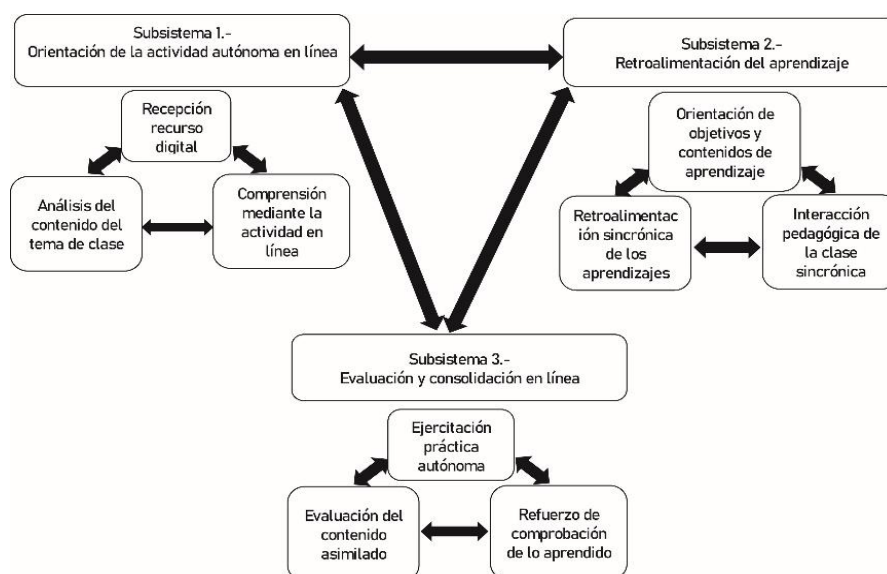 Subsistema 1.-
Orientación de la actividad autónoma en línea
Subsistema 2.-
Retroalimentación del aprendizaje
Recepción
recurso
digital
Análisis del
contenido del
tema de clase
Comprensión
mediante la
actividad en
línea
Orientación de
objetivos y
contenidos de
aprendizaje
Retroalimentac
ión sincrónica
de los
aprendizajes
Interacción
pedagógica de
la clase
sincrónica
Subsistema 3.-
Evaluación y consolidación en línea
Ejercitación
práctica
autónoma
Evaluación del
contenido
asimilado
Refuerzo de
comprobación
de lo aprendido